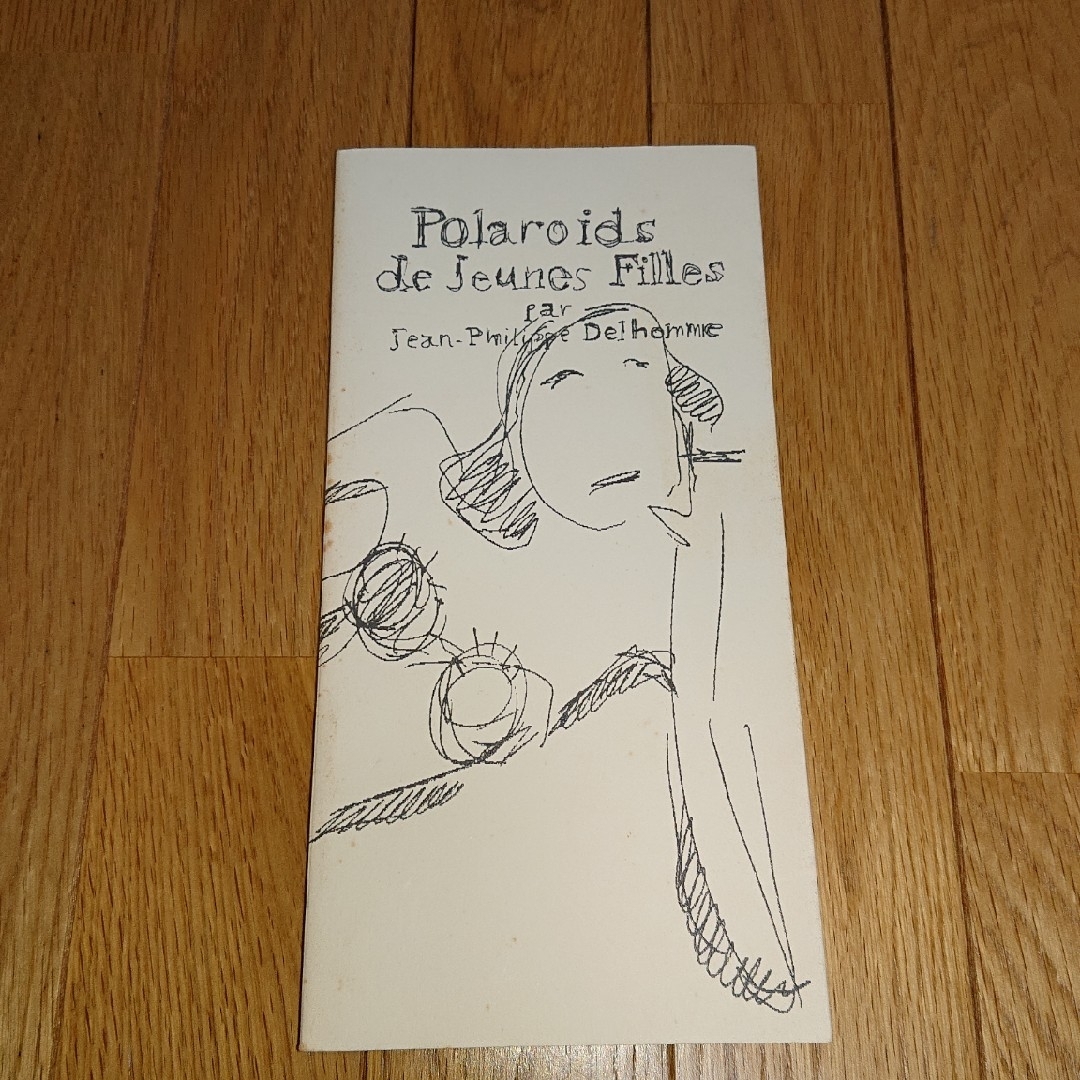 Polaroids
de Jeunes Filles
par
Jean-Philippe Delhomme